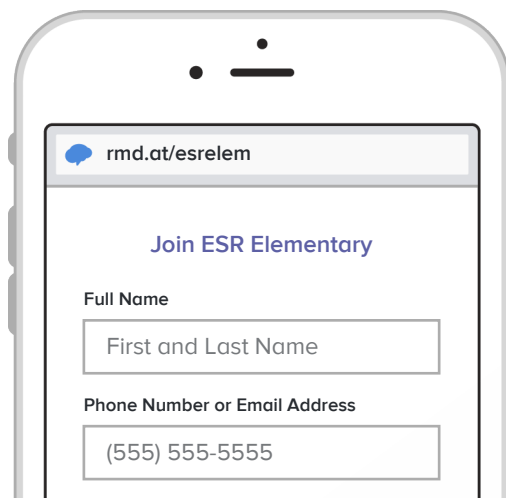 rmd.at/esrelem
Join ESR Elementary
Full Name
First and Last Name
Phone Number or Email Address
(555) 555-5555